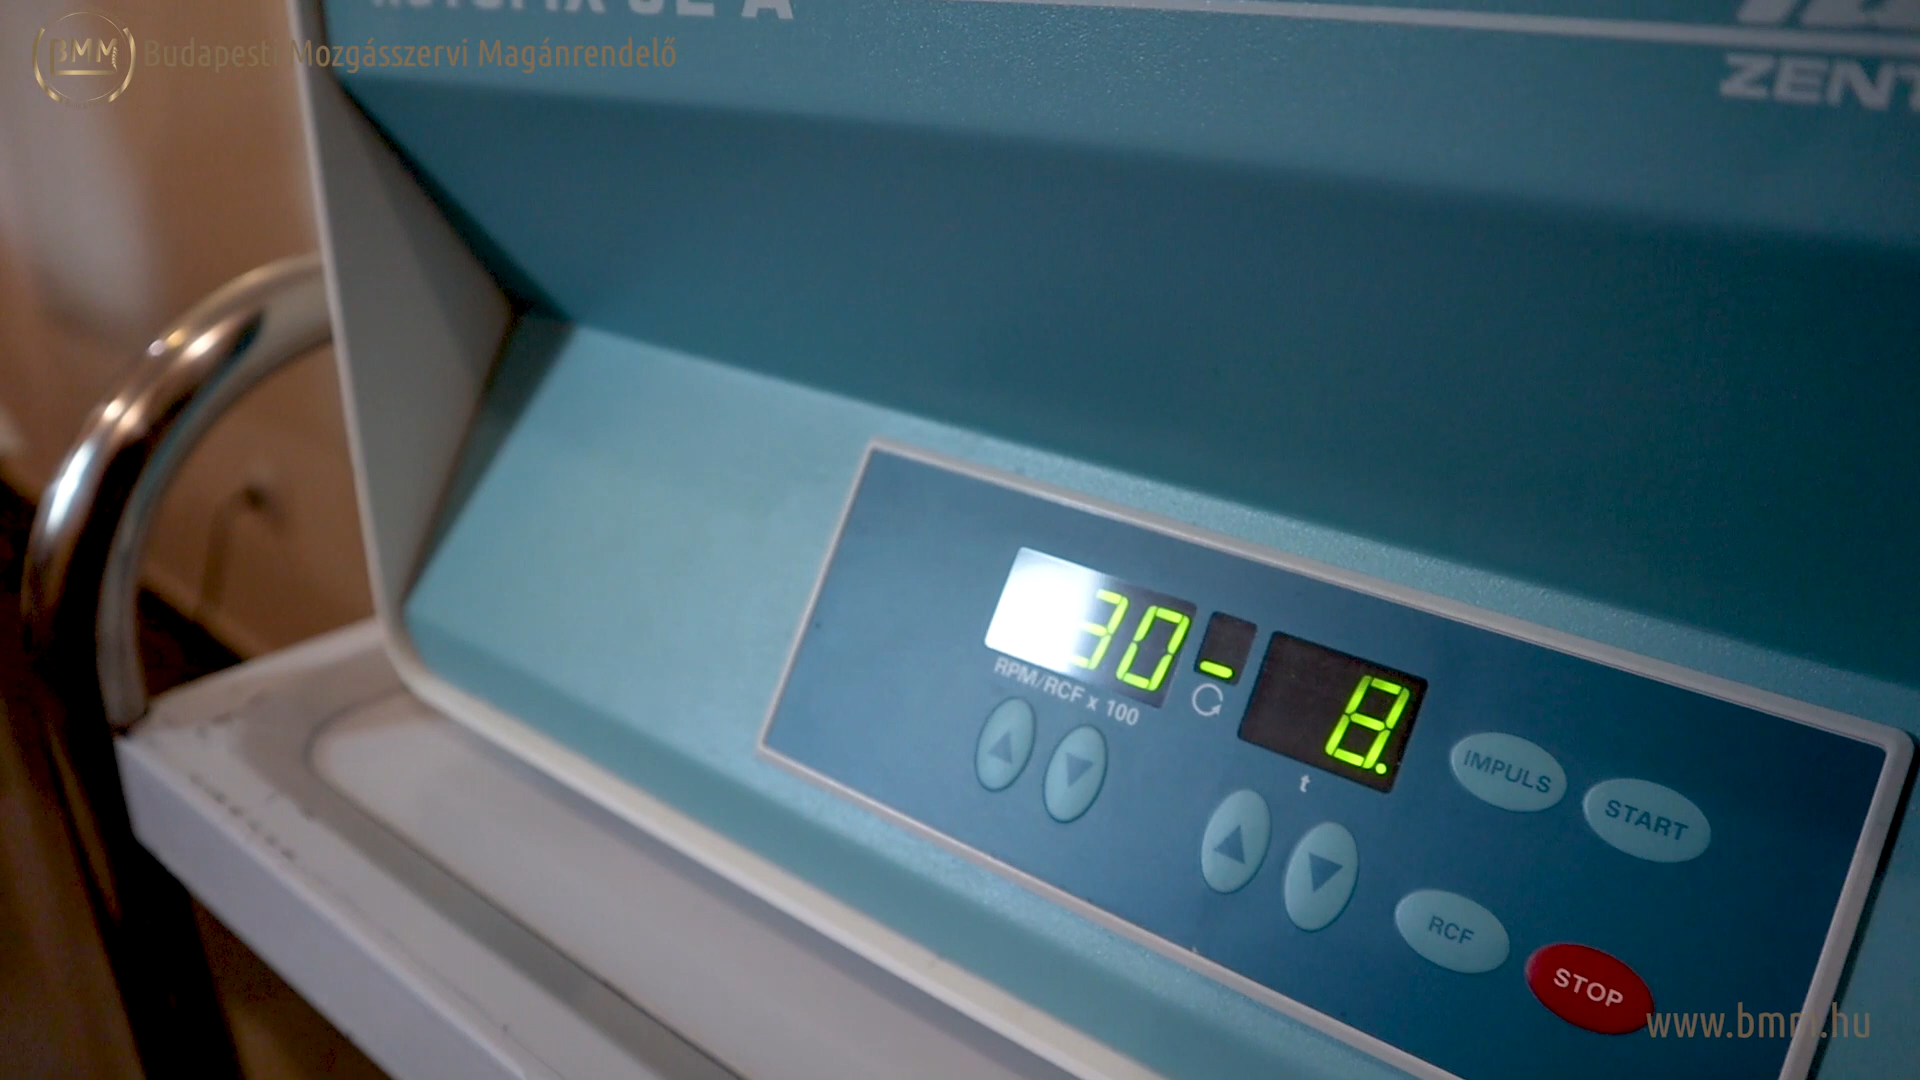 BMM Budapesti Mozgásszervi Magánrendelő
ZENT
30 - 8.
RPM/RCF x 100
t
IMPULS
START
RCF
STOP
www.bmm.hu